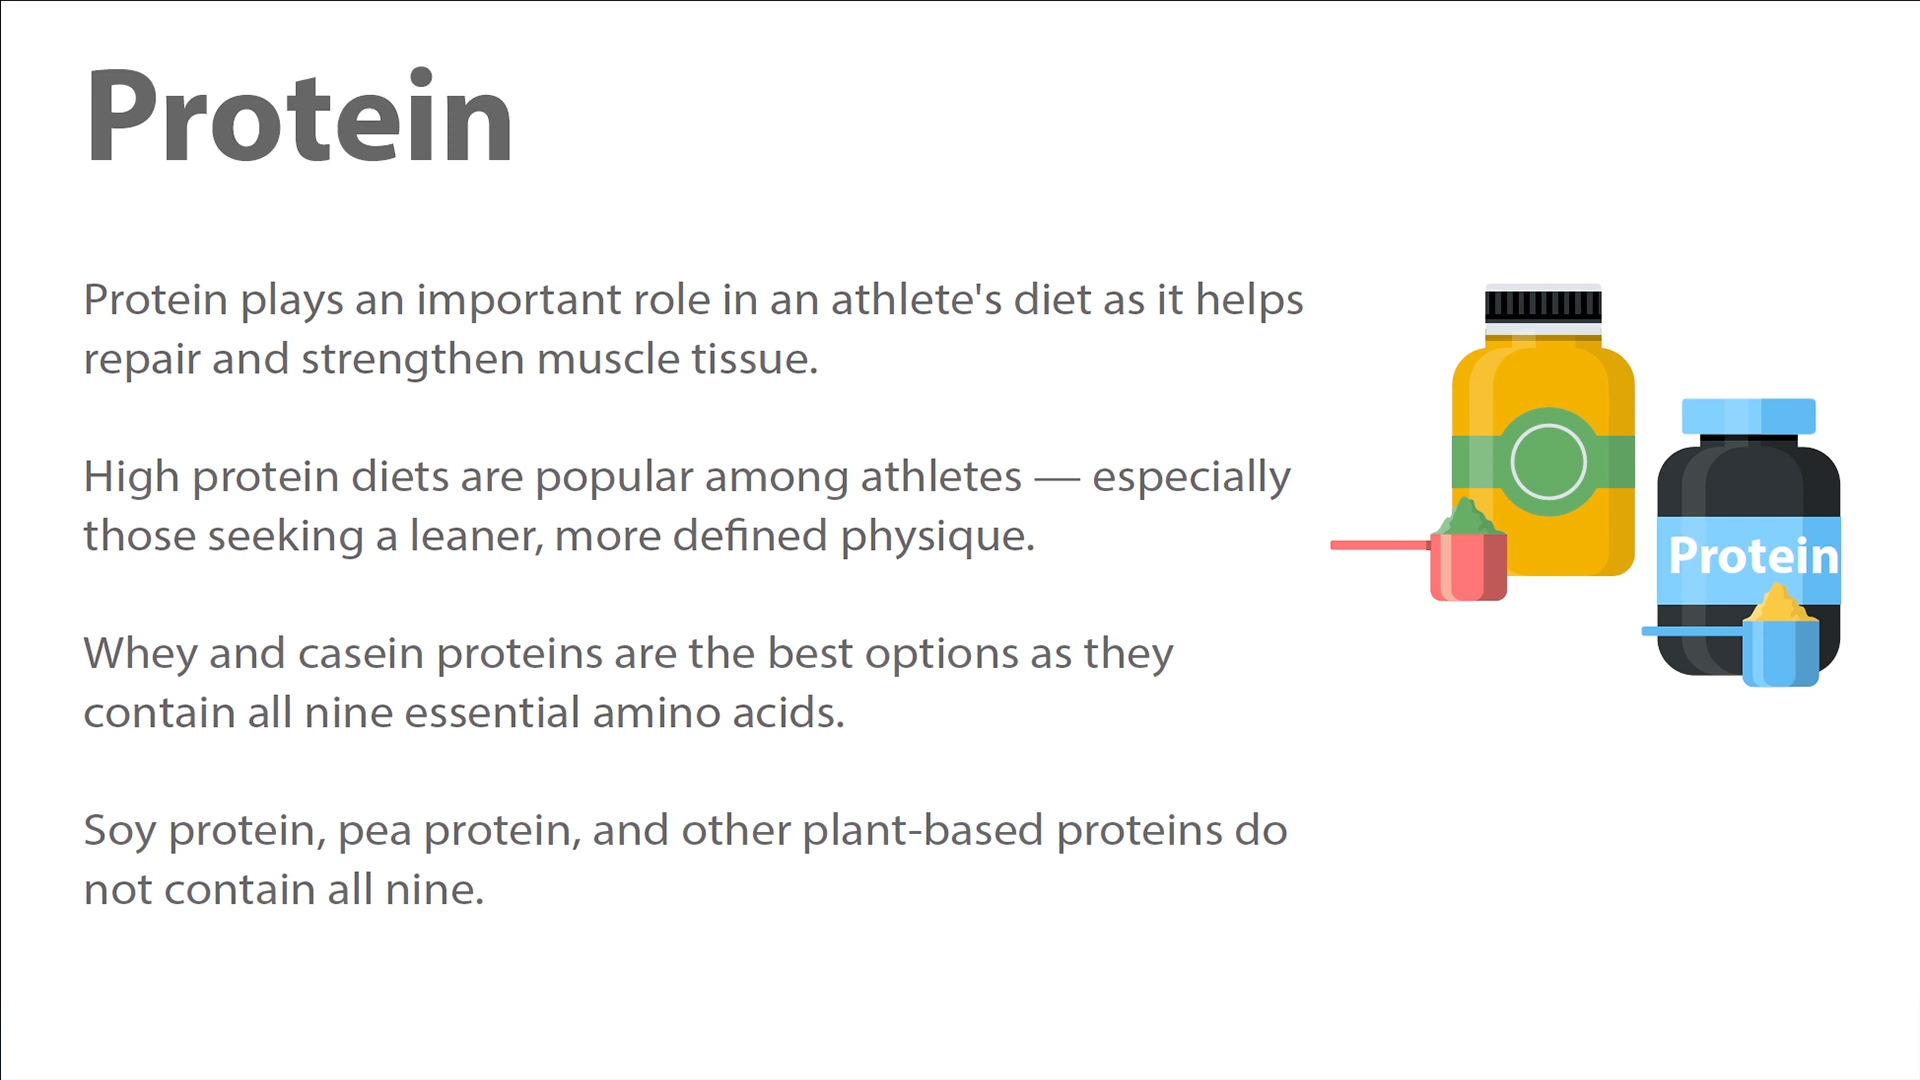 Protein
Protein plays an important role in an athlete's diet as it helps
repair and strengthen muscle tissue.
High protein diets are popular among athletes — especially
those seeking a leaner, more defined physique.
Whey and casein proteins are the best options as they
contain all nine essential amino acids.
Soy protein, pea protein, and other plant-based proteins do
not contain all nine.
Protein